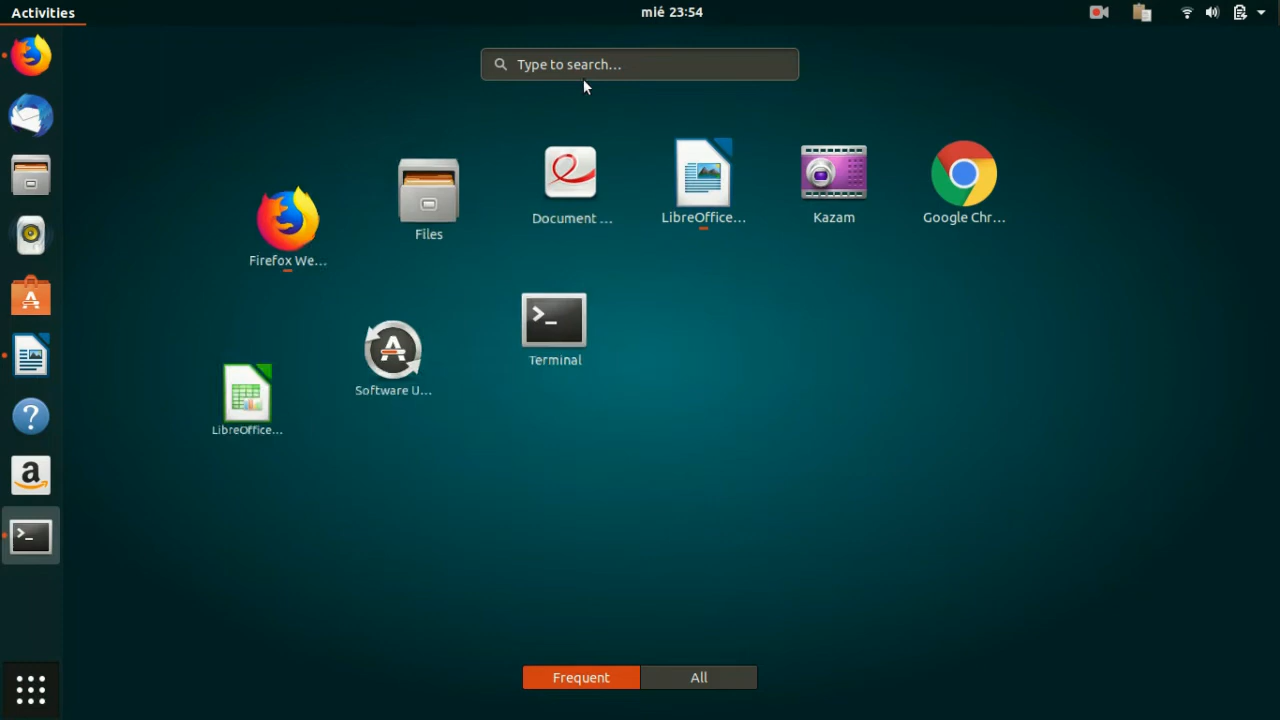 Activities
mié 23:54
Type to search...
Firefox We...
Files
Document ...
LibreOffice...
Kazam
Google Chr...
LibreOffice...
Software U...
Terminal
Frequent
All